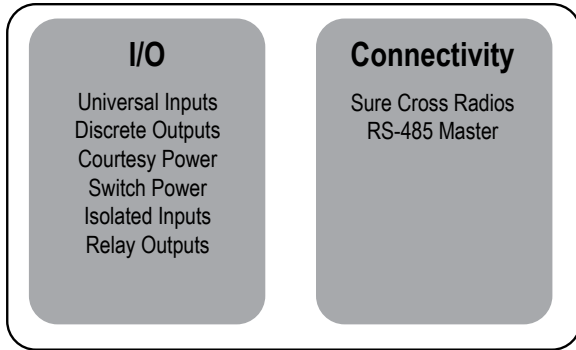 I/O
Universal Inputs
Discrete Outputs
Courtesy Power
Switch Power
Isolated Inputs
Relay Outputs
Connectivity
Sure Cross Radios
RS-485 Master